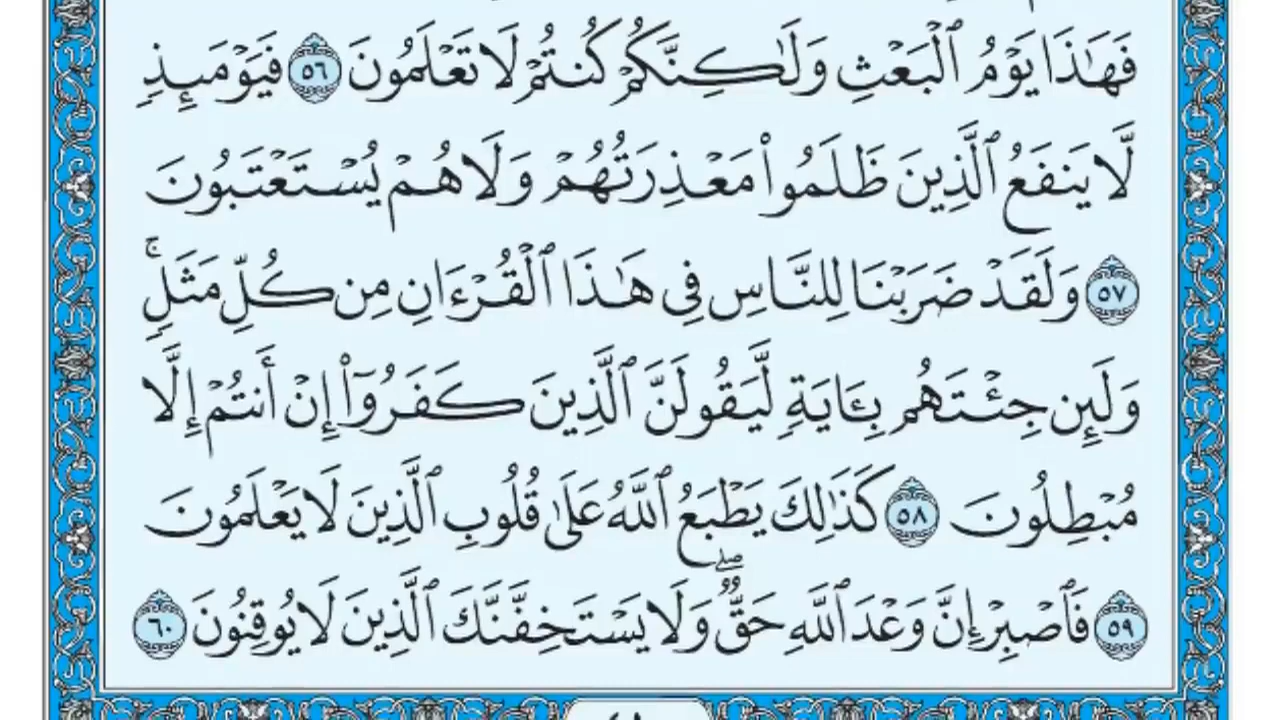 فَهَٰذَا يَوْمُ ٱلْبَعْثِ وَلَٰكِنَّكُمْ كُنتُمْ لَا تَعْلَمُونَ ٥٦ فَيَوْمَئِذٍ
لَّا يَنفَعُ ٱلَّذِينَ ظَلَمُوا۟ مَعْذِرَتُهُمْ وَلَا هُمْ يُسْتَعْتَبُونَ
٥٧ وَلَقَدْ ضَرَبْنَا لِلنَّاسِ فِى هَٰذَا ٱلْقُرْءَانِ مِن كُلِّ مَثَلٍۚ
وَلَئِن جِئْتَهُم بِـَٔايَةٍ لَّيَقُولَنَّ ٱلَّذِينَ كَفَرُوٓا۟ إِنْ أَنتُمْ إِلَّا
مُبْطِلُونَ ٥٨ كَذَٰلِكَ يَطْبَعُ ٱللَّهُ عَلَىٰ قُلُوبِ ٱلَّذِينَ لَا يَعْلَمُونَ
٥٩ فَٱصْبِرْ إِنَّ وَعْدَ ٱللَّهِ حَقٌّۖ وَلَا يَسْتَخِفَّنَّكَ ٱلَّذِينَ لَا يُوقِنُونَ ٦٠